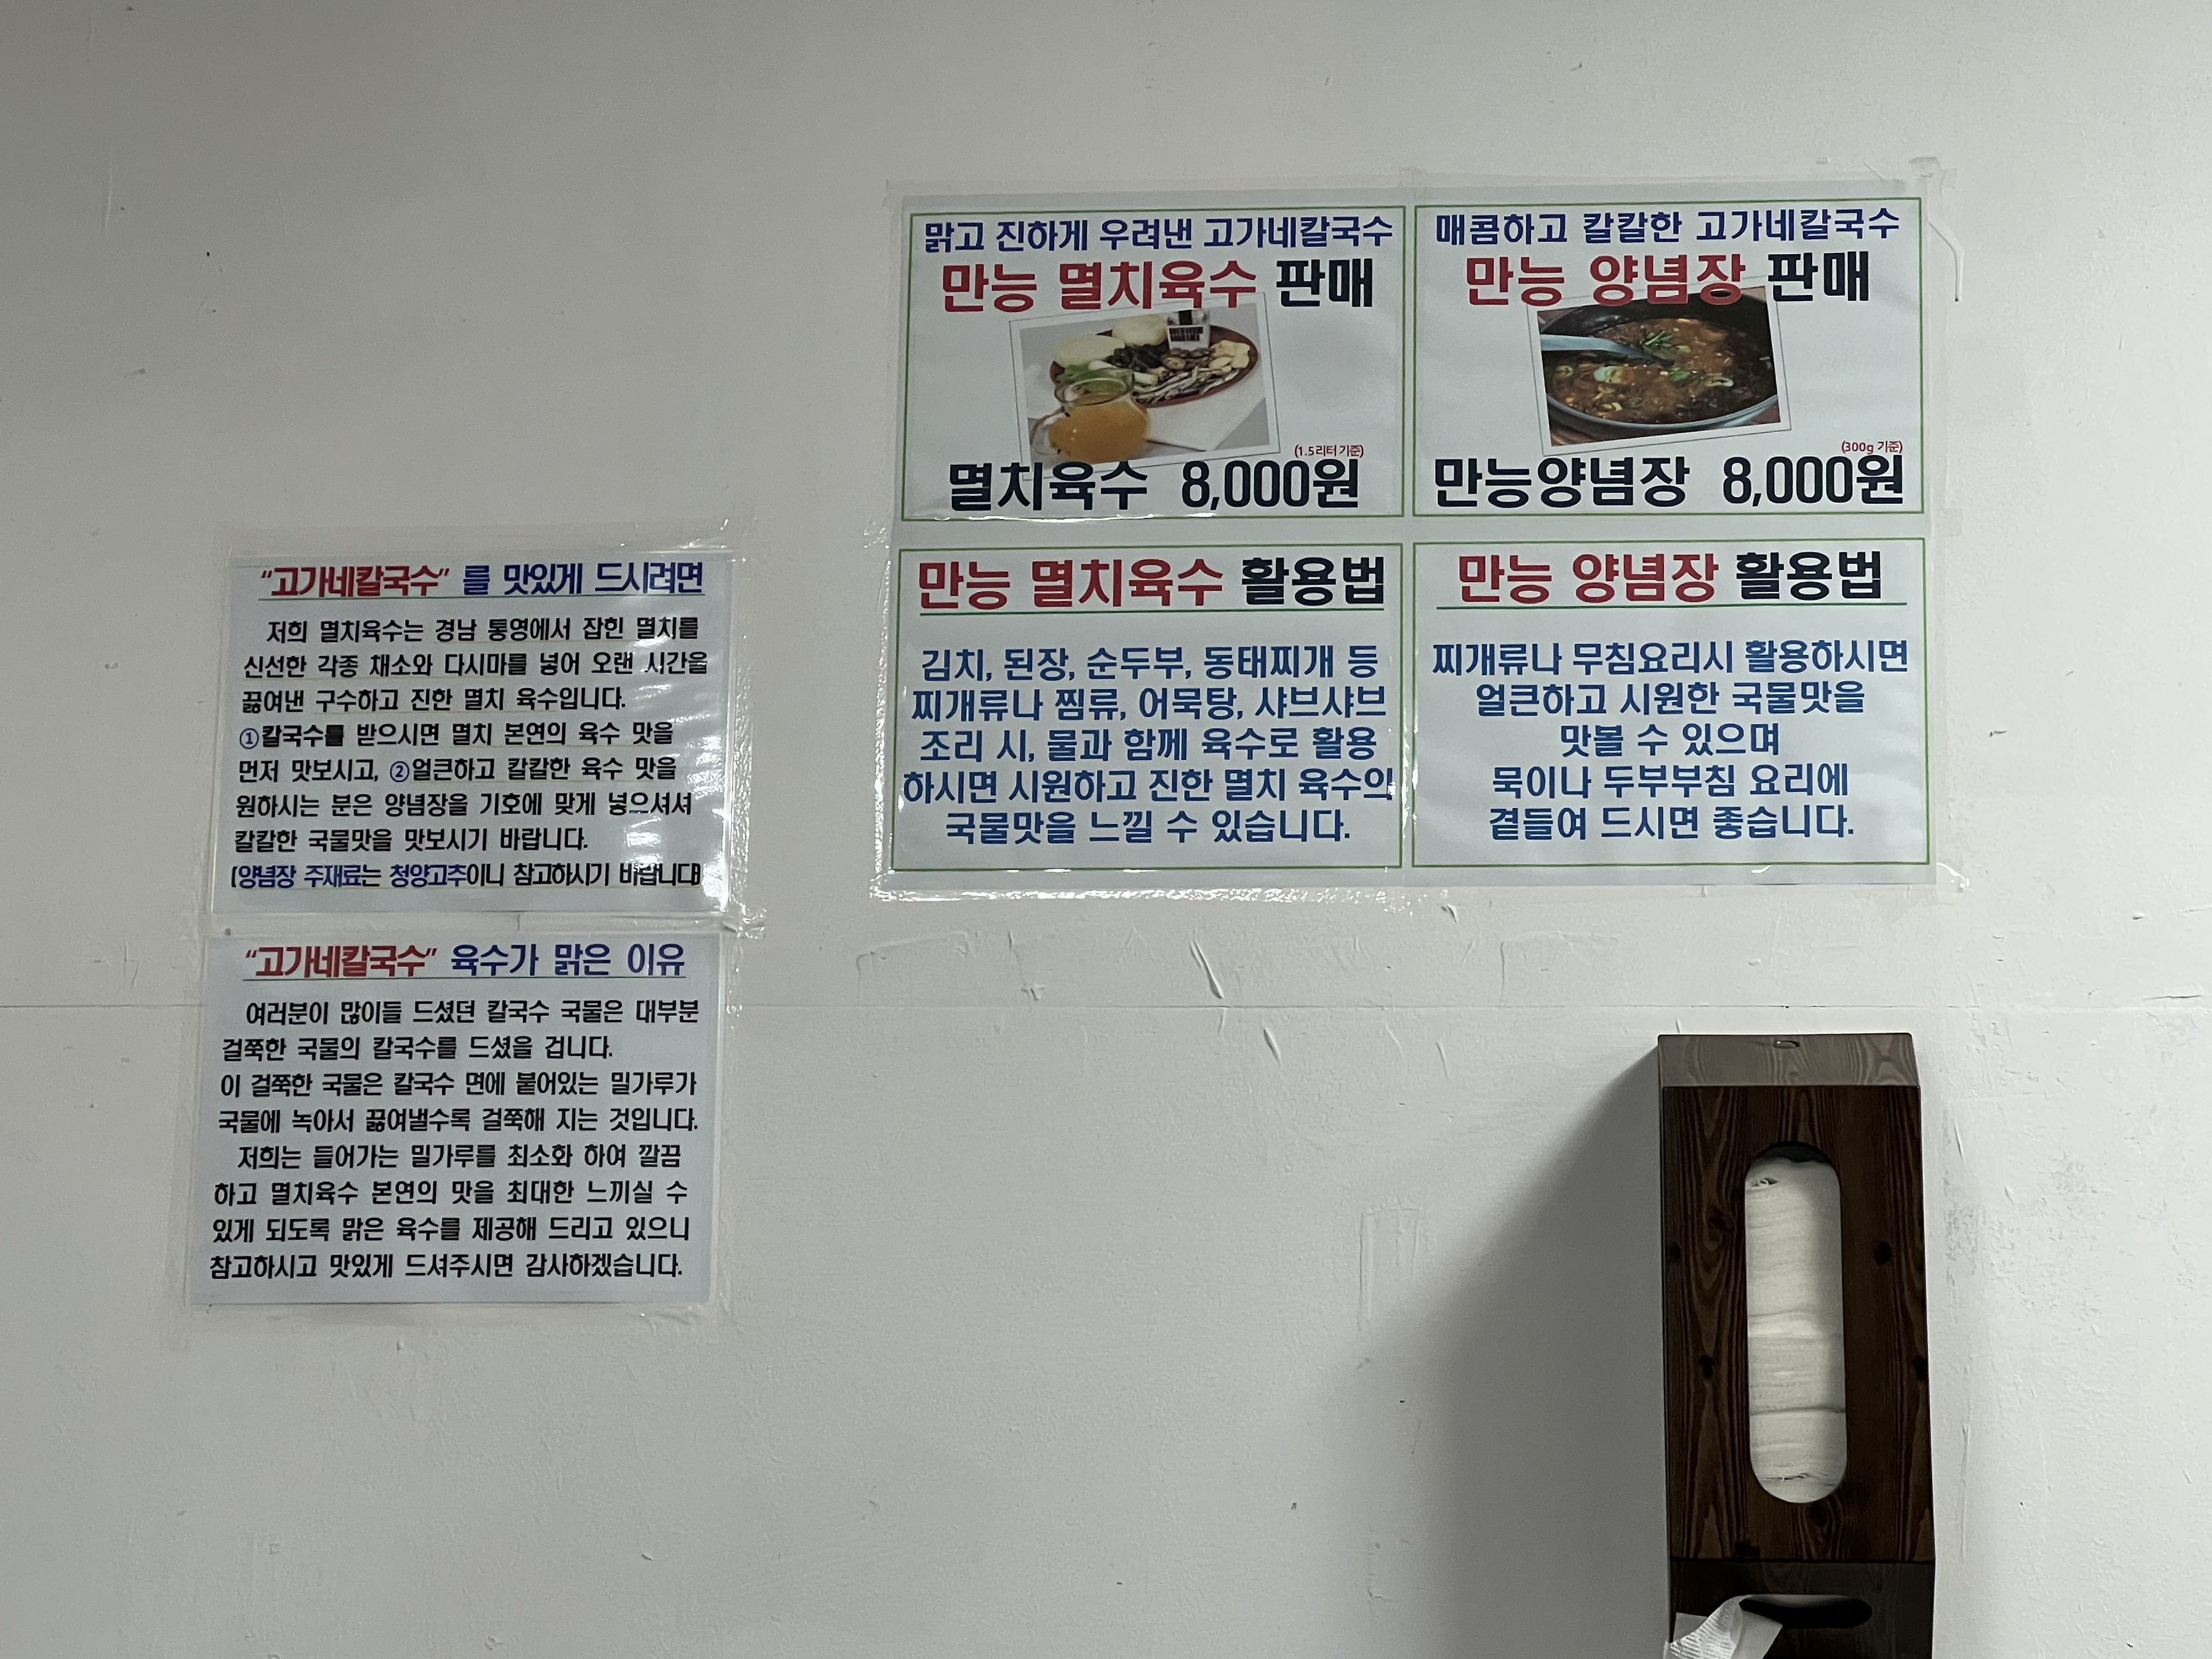 맑고 진하게 우려낸 고가네칼국수
만능 멸치육수 판매
(1.5리터 기준)
멸치육수 8,000원
매콤하고 칼칼한 고가네칼국수
만능 양념장 판매
(300g 기준)
만능양념장 8,000원
만능 멸치육수 활용법
김치, 된장, 순두부, 동태찌개 등
찌개류나 찜류, 어묵탕, 샤브샤브
조리 시, 물과 함께 육수로 활용
하시면 시원하고 진한 멸치 육수의
국물맛을 느낄 수 있습니다.
만능 양념장 활용법
찌개류나 무침요리시 활용하시면
얼큰하고 시원한 국물맛을
맛볼 수 있으며
묵이나 두부부침 요리에
곁들여 드시면 좋습니다.
“고가네칼국수” 를 맛있게 드시려면
저희 멸치육수는 경남 통영에서 잡힌 멸치를
신선한 각종 채소와 다시마를 넣어 오랜 시간을
끓여낸 구수하고 진한 멸치 육수입니다.
①칼국수를 받으시면 멸치 본연의 육수 맛을
먼저 맛보시고, ②얼큰하고 칼칼한 육수 맛을
원하시는 분은 양념장을 기호에 맞게 넣으셔서
칼칼한 국물맛을 맛보시기 바랍니다.
(양념장 주재료는 청양고추이니 참고하시기 바랍니다)
“고가네칼국수” 육수가 맑은 이유
여러분이 많이들 드셨던 칼국수 국물은 대부분
걸쭉한 국물의 칼국수를 드셨을 겁니다.
이 걸쭉한 국물은 칼국수 면에 붙어있는 밀가루가
국물에 녹아서 끓여낼수록 걸쭉해 지는 것입니다.
저희는 들어가는 밀가루를 최소화 하여 깔끔
하고 멸치육수 본연의 맛을 최대한 느끼실 수
있게 되도록 맑은 육수를 제공해 드리고 있으니
참고하시고 맛있게 드셔주시면 감사하겠습니다.